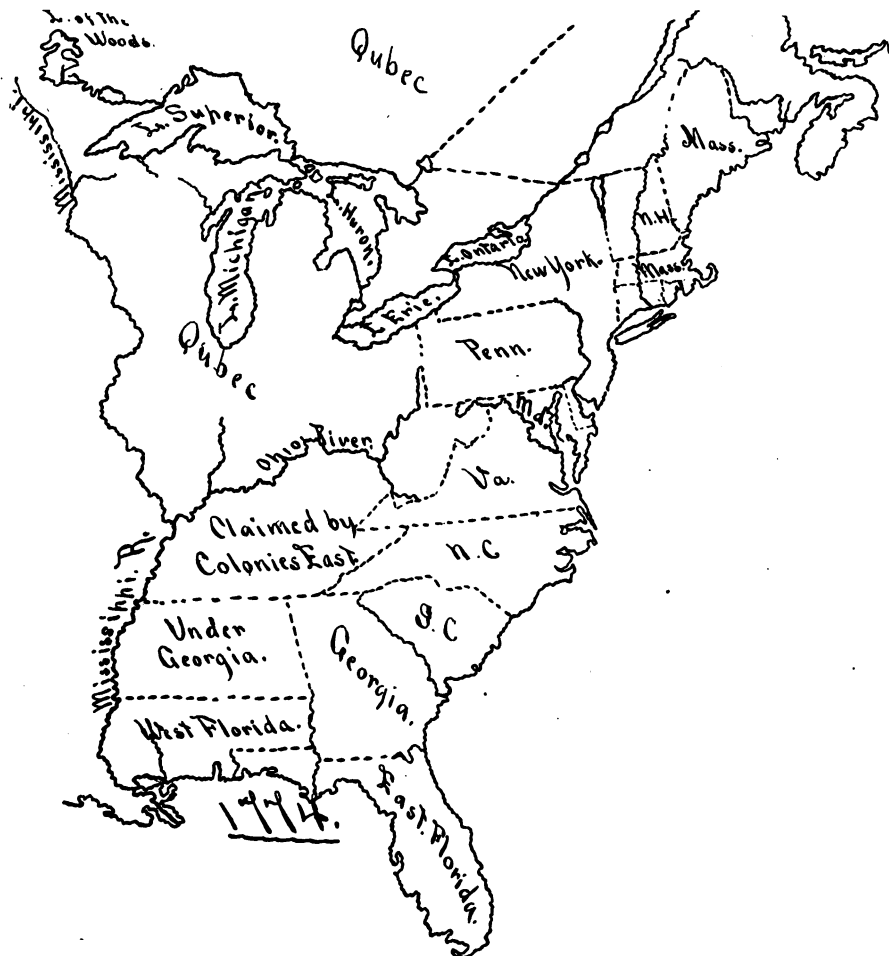 L. of the
Woods.
Qubec
Mississippi.
L. Superior.
Mass.
L. Michigan
L. Huron.
N.H.
L. Ontario
New York.
Mass.
L. Erie.
Qubec
Penn.
Md.
Ohio River.
Va.
Claimed by
Colonies East
N.C
S.C
Mississippi. R.
Under
Georgia.
Georgia.
West Florida.
East. Florida.
1774.